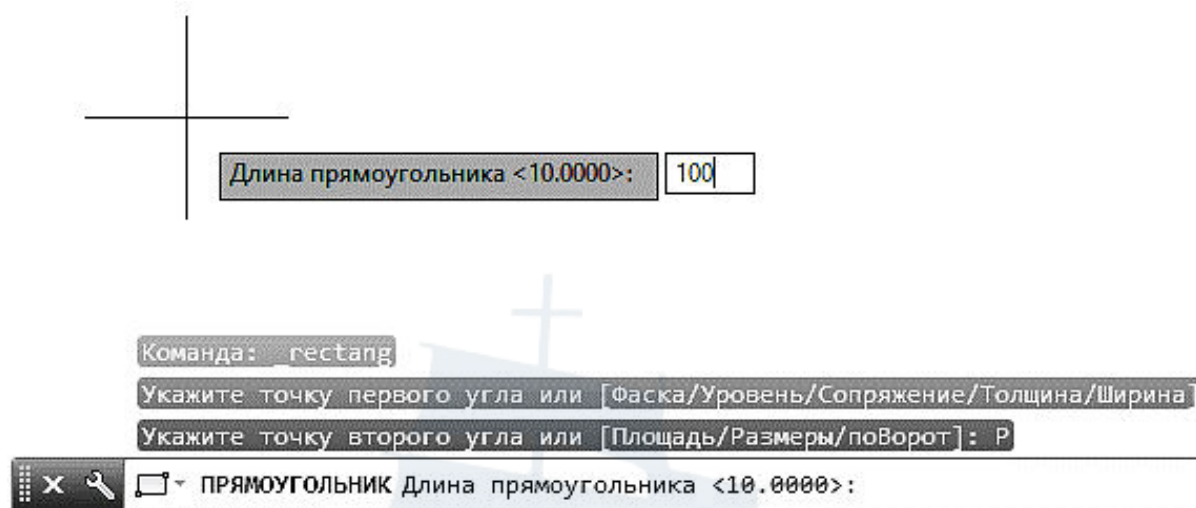 Длина прямоугольника <10.0000>: 100
Команда: _rectang
Укажите точку первого угла или [Фаска/Уровень/Сопряжение/Толщина/Ширина]
Укажите точку второго угла или [Площадь/Размеры/поВорот]: Р
ПРЯМОУГОЛЬНИК Длина прямоугольника <10.0000>: